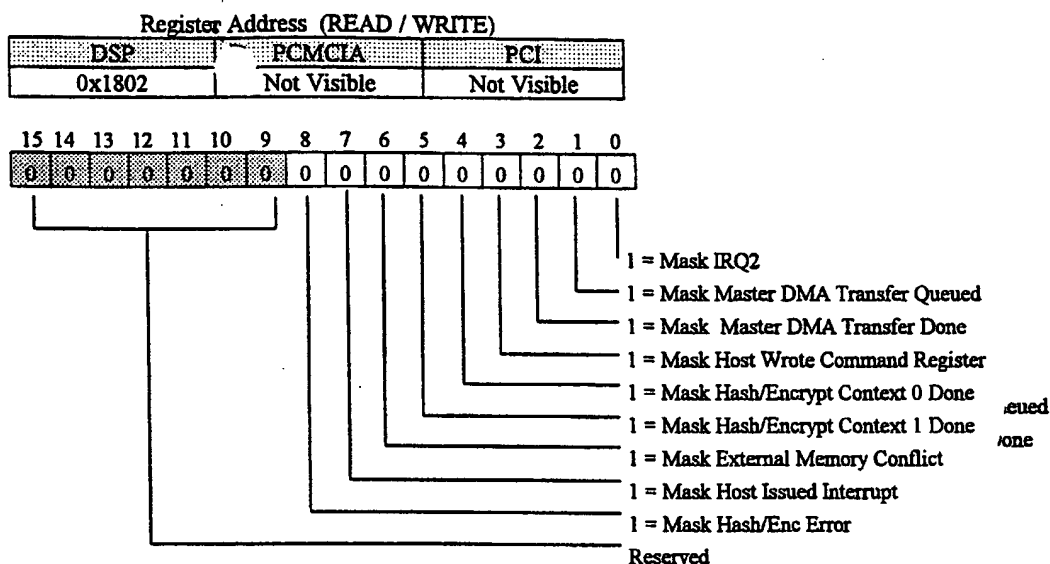 Register Address (READ / WRITE)
DSP PCMCIA PCI
0x1802 Not Visible Not Visible
15 14 13 12 11 10 9 8 7 6 5 4 3 2 1 0
0 0 0 0 0 0 0 0 0 0 0 0 0 0 0 0
1 = Mask IRQ2
1 = Mask Master DMA Transfer Queued
1 = Mask Master DMA Transfer Done
1 = Mask Host Wrote Command Register
1 = Mask Hash/Encrypt Context 0 Done
eued
1 = Mask Hash/Encrypt Context 1 Done
one
1 = Mask External Memory Conflict
1 = Mask Host Issued Interrupt
1 = Mask Hash/Enc Error
Reserved